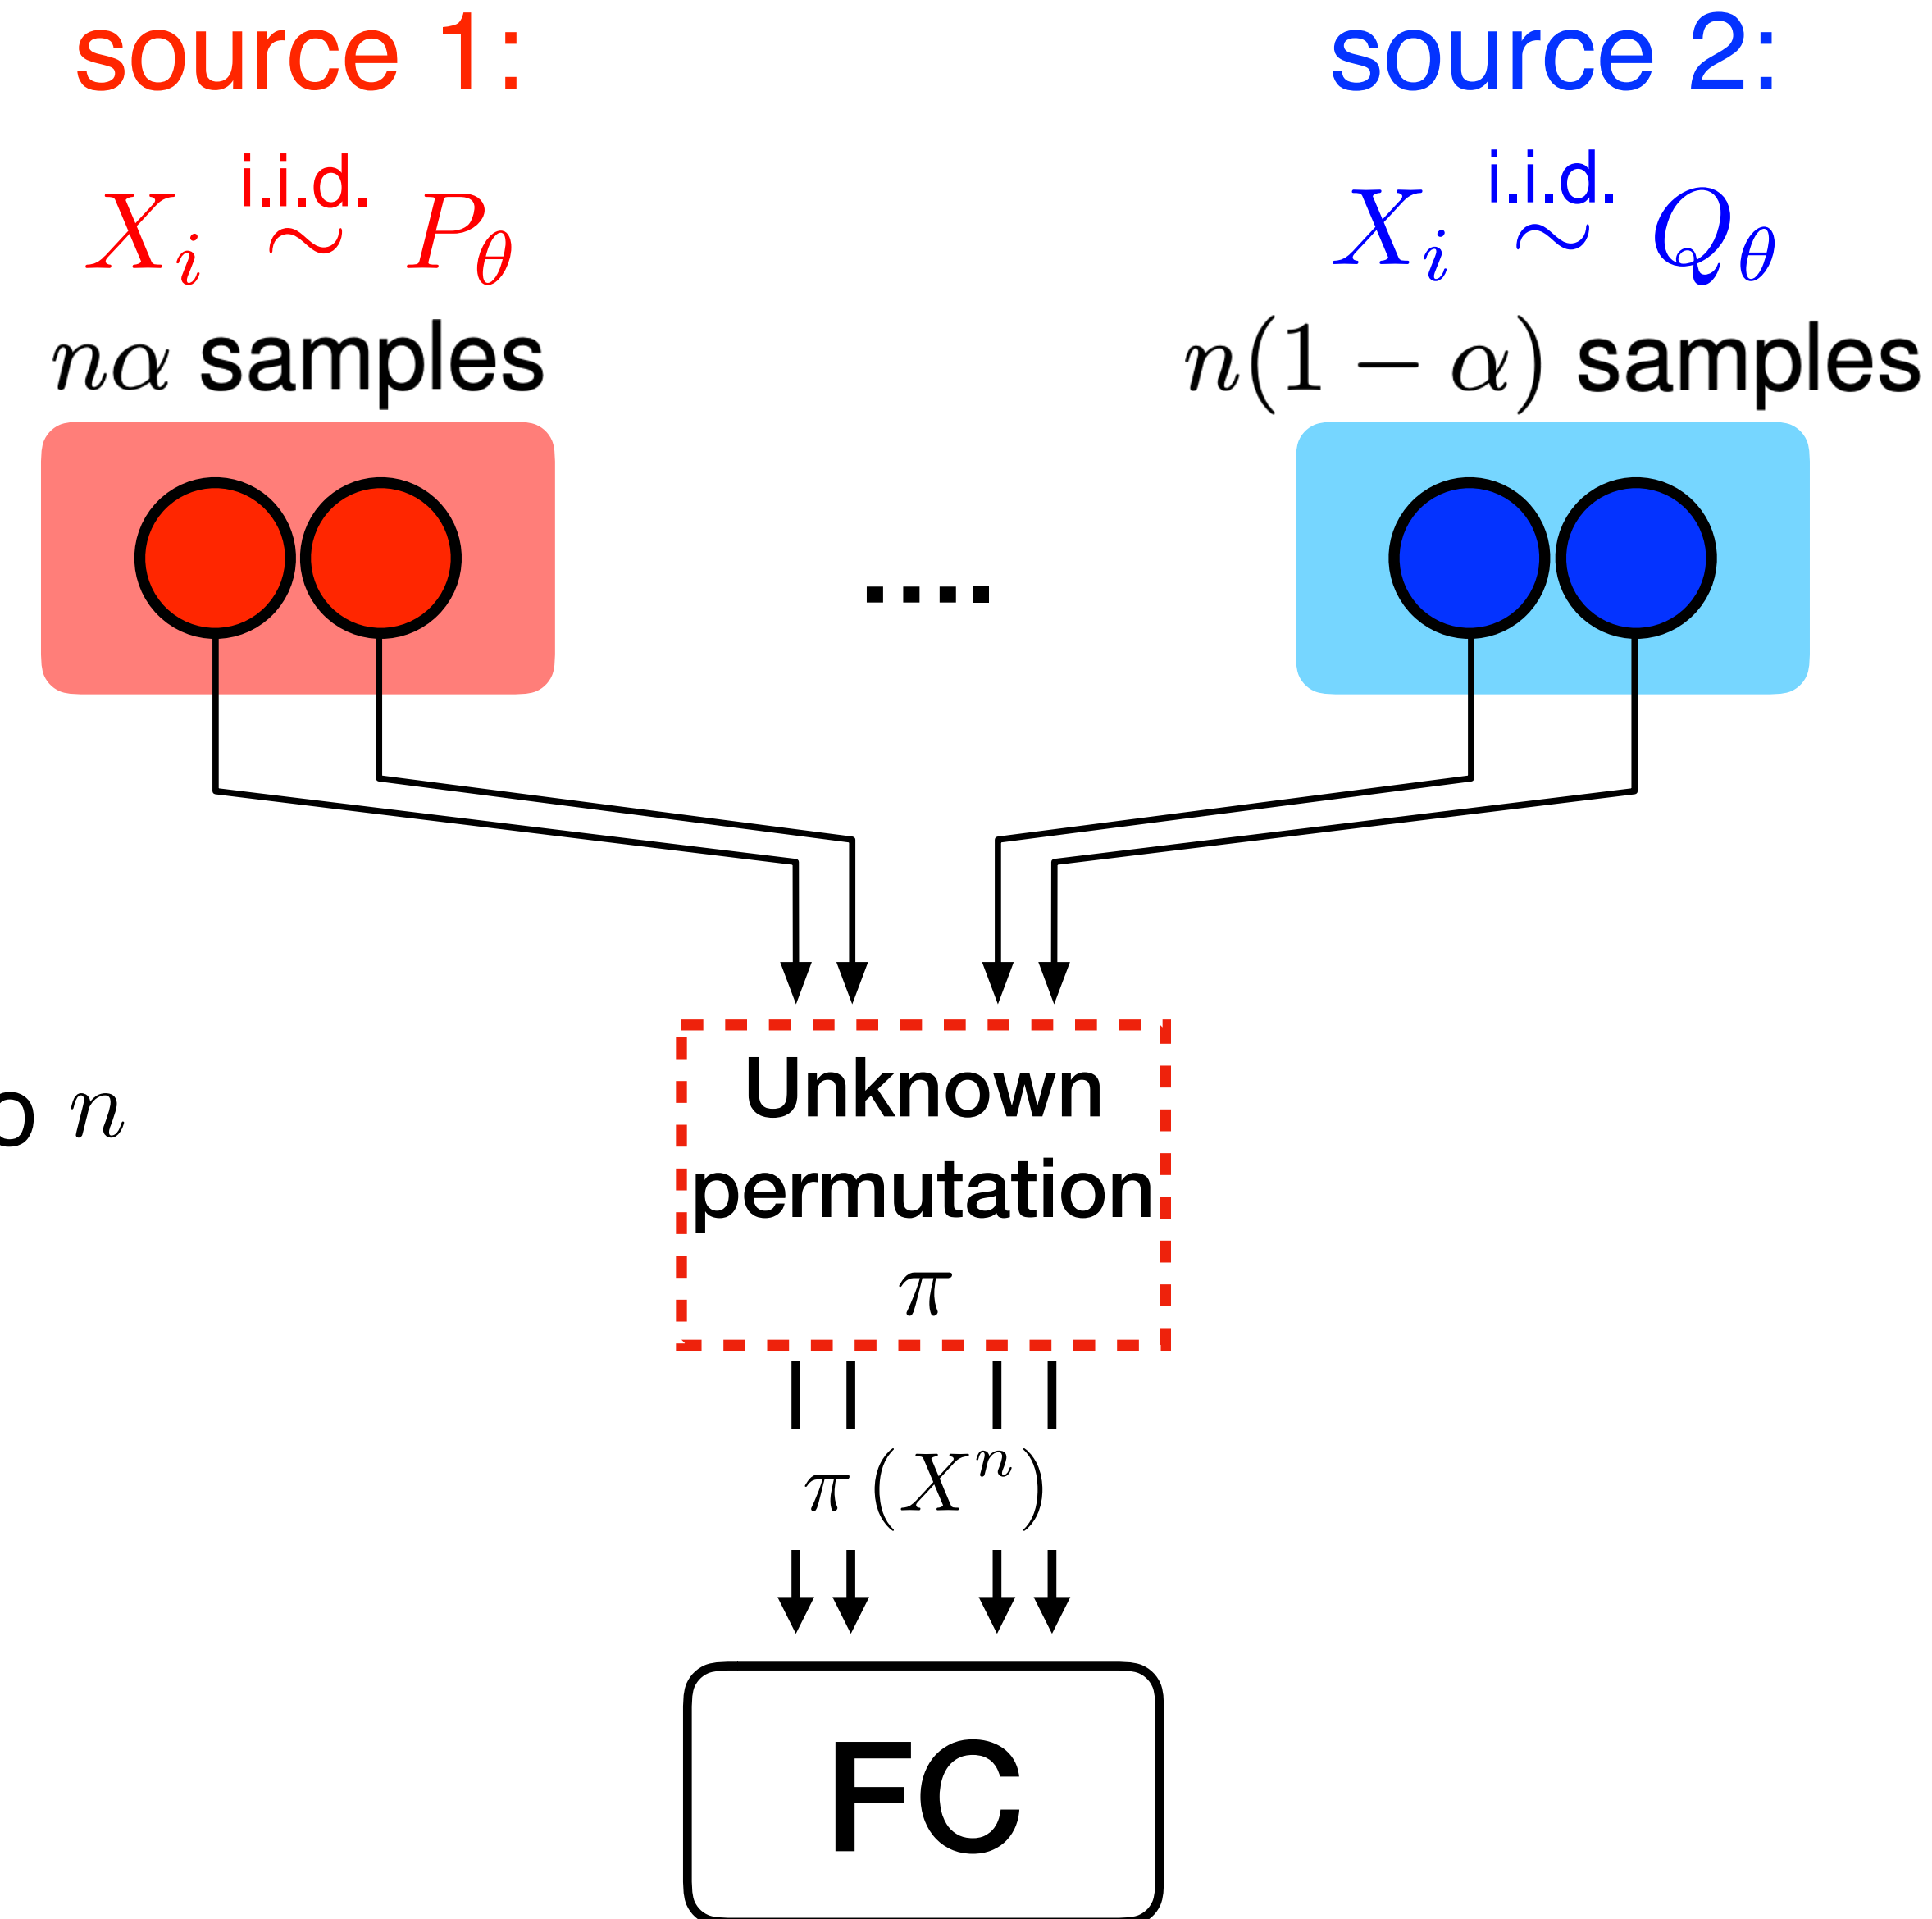 source 1:
source 2:
X_i i.i.d. ~ P_θ
X_i i.i.d. ~ Q_θ
nα samples
n(1 − α) samples
....
n
Unknown
permutation
π
π (X^n)
FC